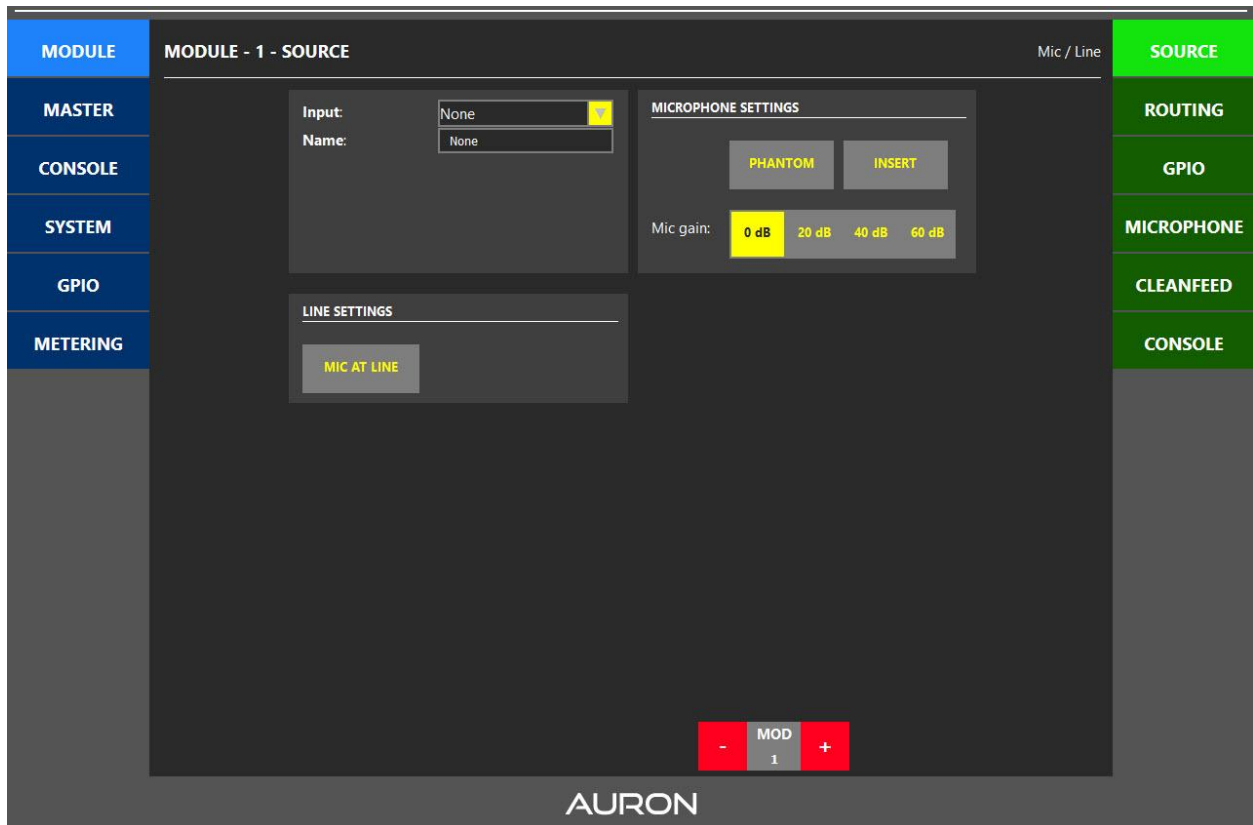 MODULE
MASTER
CONSOLE
SYSTEM
GPIO
METERING
MODULE - 1 - SOURCE
Mic / Line
Input: None
Name: None
MICROPHONE SETTINGS
PHANTOM INSERT
Mic gain: 0 dB 20 dB 40 dB 60 dB
LINE SETTINGS
MIC AT LINE
- MOD +
1
SOURCE
ROUTING
GPIO
MICROPHONE
CLEANFEED
CONSOLE
AURON